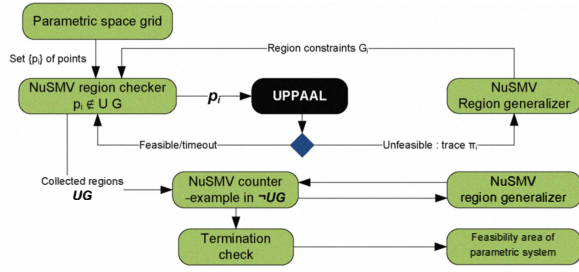 Parametric space grid
Set {pᵢ} of points
Region constraints Gᵢ
NuSMV region checker
pᵢ ∉ U G
pᵢ
UPPAAL
NuSMV
Region generalizer
Feasible/timeout
Unfeasible : trace πᵢ
Collected regions
UG
NuSMV counter
-example in ¬UG
NuSMV
region generalizer
Termination
check
Feasibility area of
parametric system